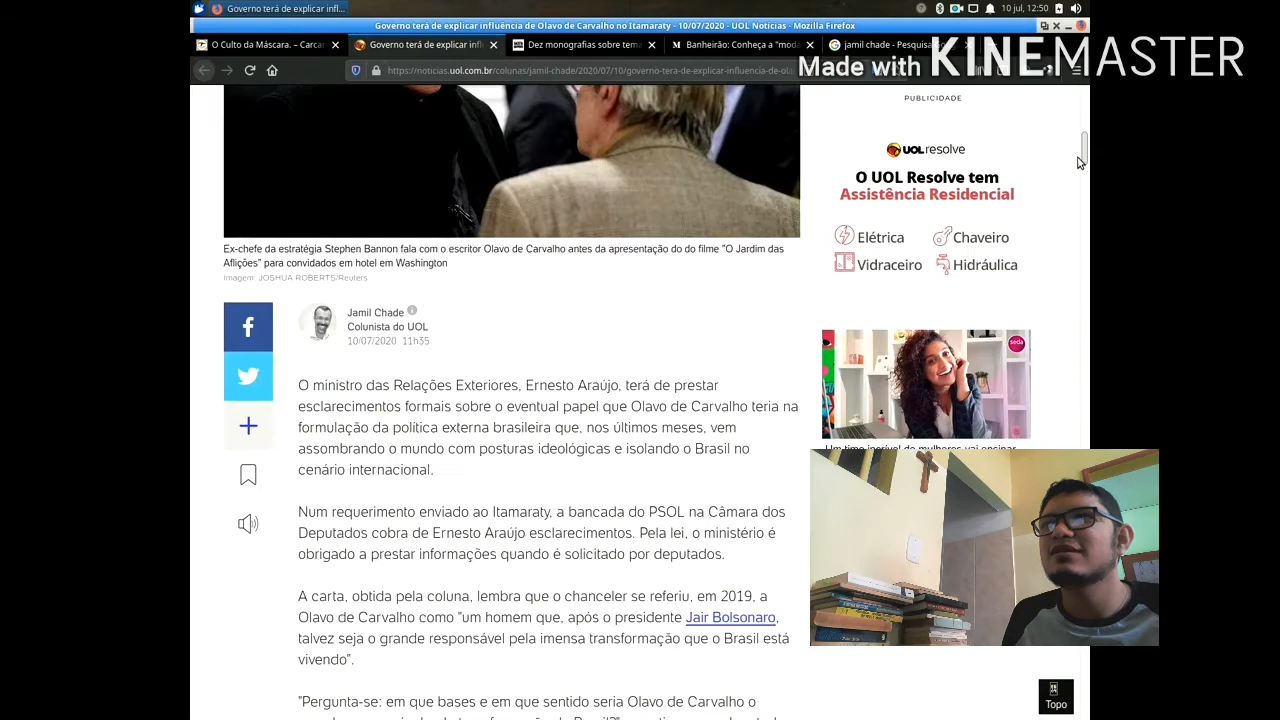 Governo terá de explicar infl...
10 jul, 12:50
Governo terá de explicar influência de Olavo de Carvalho no Itamaraty - 10/07/2020 - UOL Notícias - Mozilla Firefox
O Culto da Máscara. – Carcar
Governo terá de explicar infl
Dez monografias sobre tema
Banheirão: Conheça a "moda
jamil chade - Pesquisa
Made with KINEMASTER
https://noticias.uol.com.br/colunas/jamil-chade/2020/07/10/governo-tera-de-explicar-influencia-de-ola
PUBLICIDADE
UOL resolve
O UOL Resolve tem
Assistência Residencial
Elétrica
Chaveiro
Vidraceiro
Hidráulica
seda
Ex-chefe da estratégia Stephen Bannon fala com o escritor Olavo de Carvalho antes da apresentação do do filme "O Jardim das
Aflições" para convidados em hotel em Washington
Imagem: JOSHUA ROBERTS/Reuters
Jamil Chade
Colunista do UOL
10/07/2020 11h35
O ministro das Relações Exteriores, Ernesto Araújo, terá de prestar
esclarecimentos formais sobre o eventual papel que Olavo de Carvalho teria na
formulação da política externa brasileira que, nos últimos meses, vem
assombrando o mundo com posturas ideológicas e isolando o Brasil no
cenário internacional.
Num requerimento enviado ao Itamaraty, a bancada do PSOL na Câmara dos
Deputados cobra de Ernesto Araújo esclarecimentos. Pela lei, o ministério é
obrigado a prestar informações quando é solicitado por deputados.
A carta, obtida pela coluna, lembra que o chanceler se referiu, em 2019, a
Olavo de Carvalho como "um homem que, após o presidente Jair Bolsonaro,
talvez seja o grande responsável pela imensa transformação que o Brasil está
vivendo".
"Pergunta-se: em que bases e em que sentido seria Olavo de Carvalho o
Um time incrível de mulheres vai ensinar
Topo